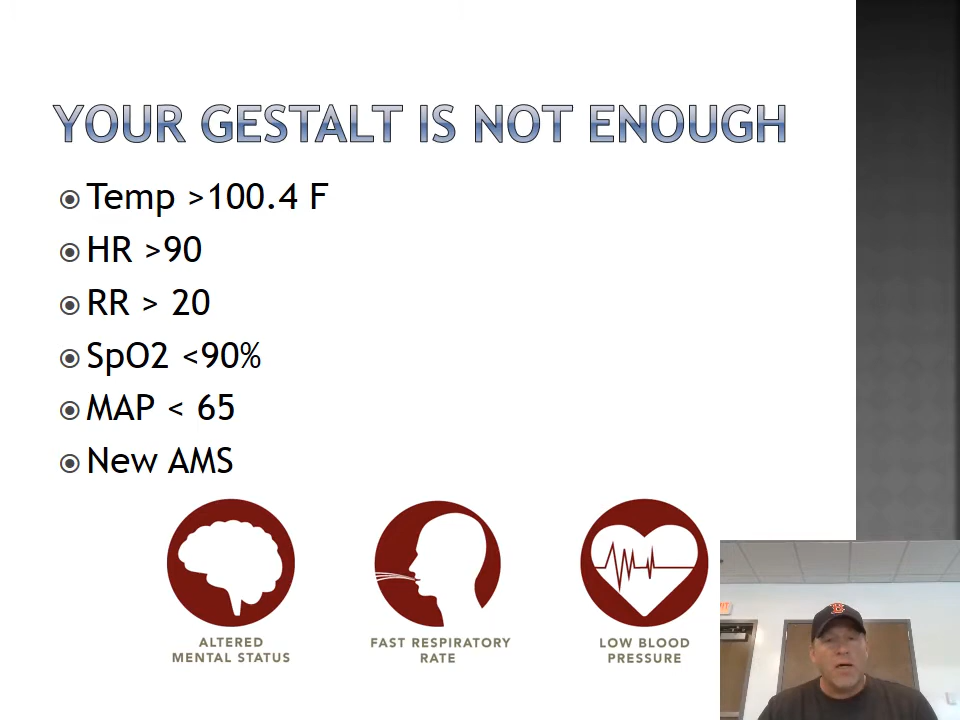 YOUR GESTALT IS NOT ENOUGH
Temp >100.4 F
HR >90
RR > 20
SpO2 <90%
MAP < 65
New AMS
ALTERED
MENTAL STATUS
FAST RESPIRATORY
RATE
LOW BLOOD
PRESSURE